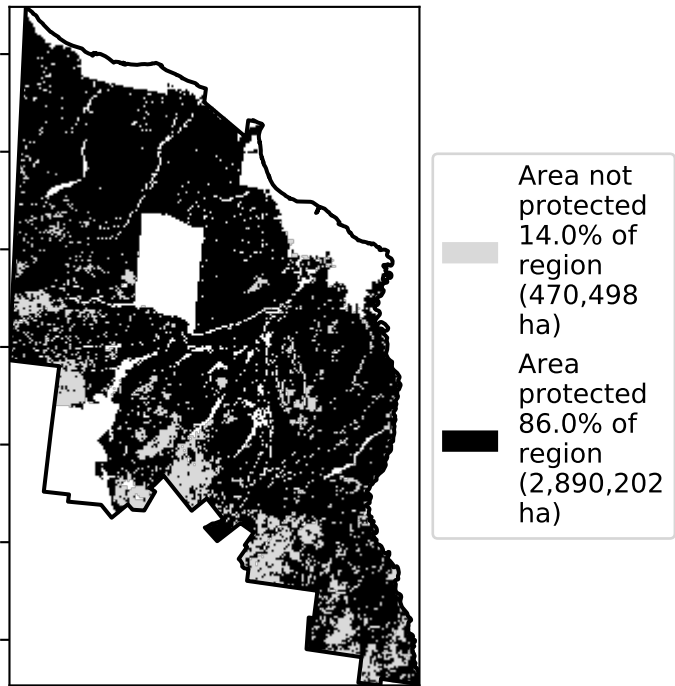 Area not
protected
14.0% of
region
(470,498
ha)
Area
protected
86.0% of
region
(2,890,202
ha)